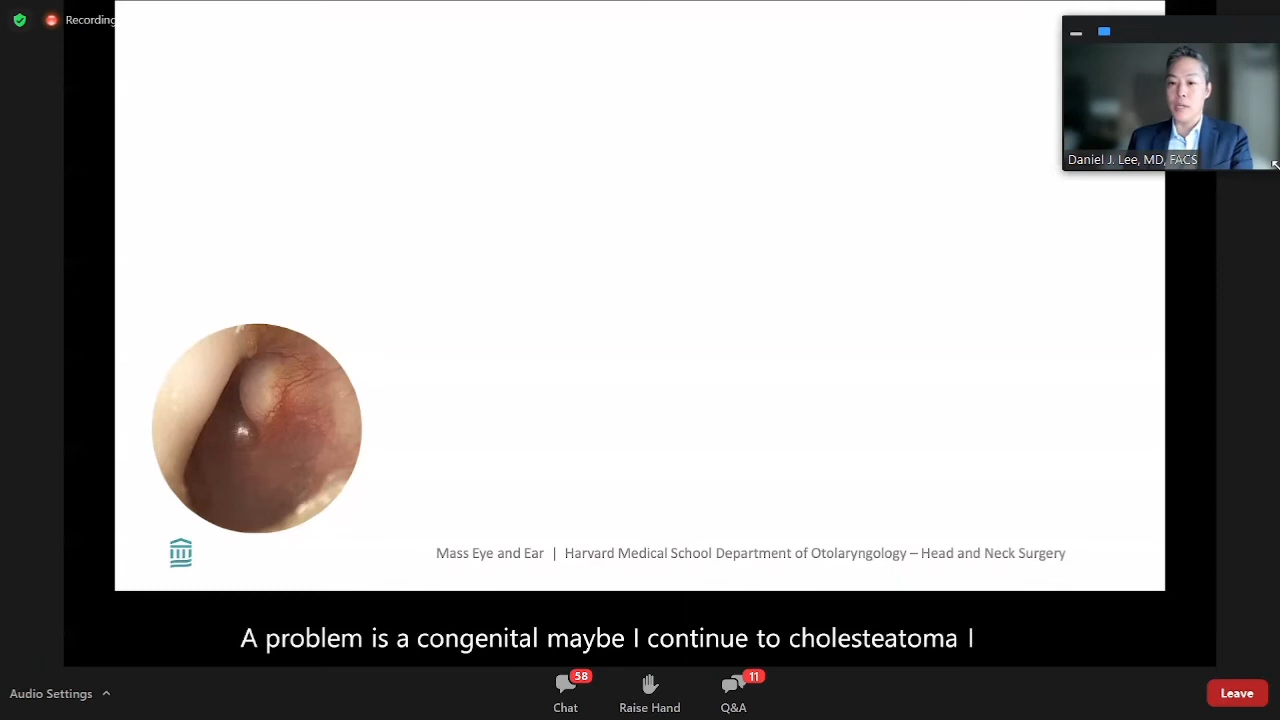 Recording
Daniel J. Lee, MD, FACS
Mass Eye and Ear | Harvard Medical School Department of Otolaryngology – Head and Neck Surgery
A problem is a congenital maybe I continue to cholesteatoma I
58
11
Audio Settings
Chat
Raise Hand
Q&A
Leave